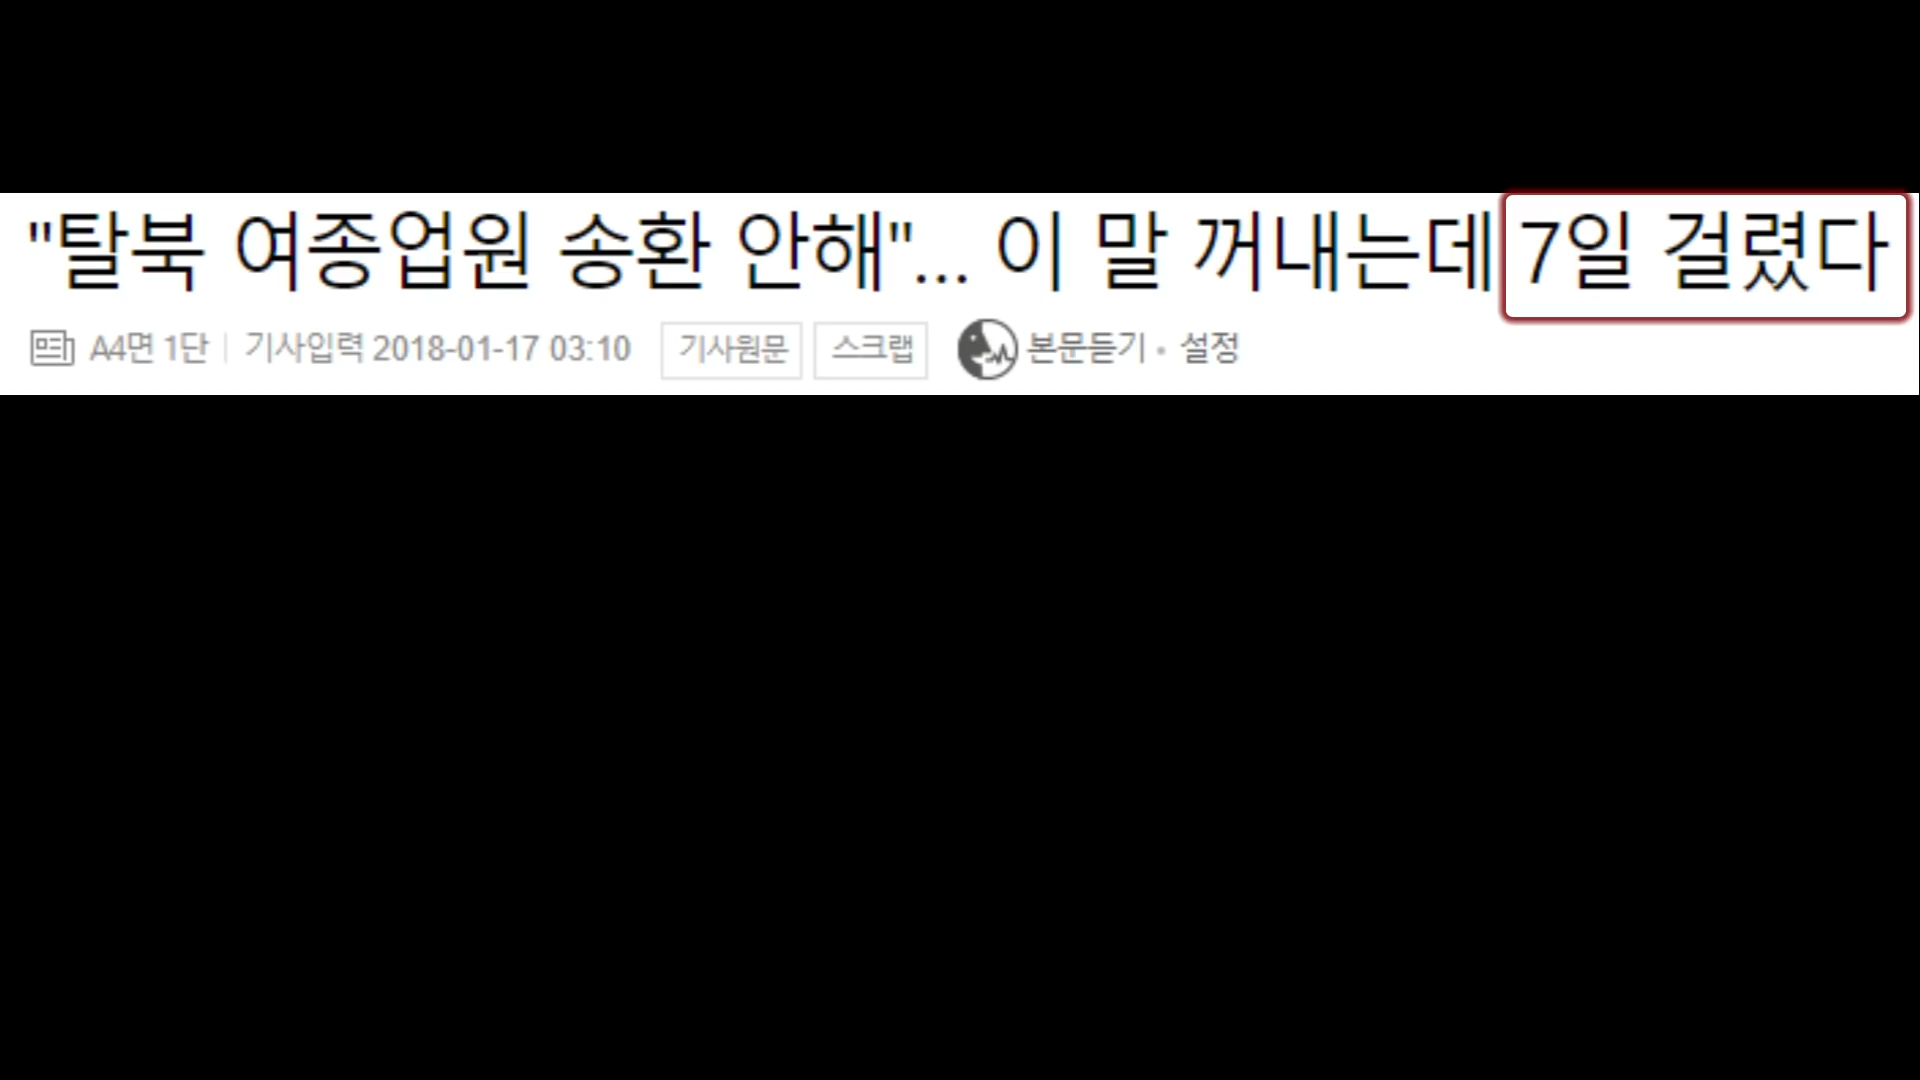 "탈북 여종업원 송환 안해"... 이 말 꺼내는데 7일 걸렸다
A4면 1단 | 기사입력 2018-01-17 03:10 기사원문 스크랩 본문듣기 · 설정